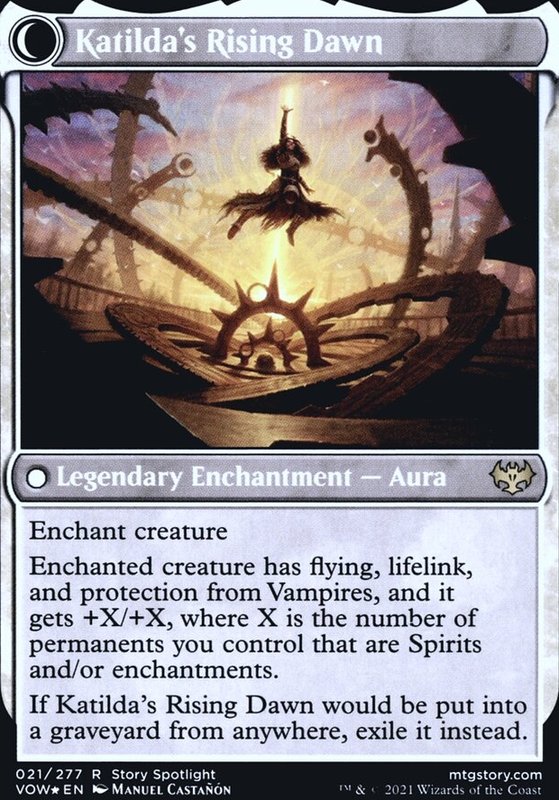 Katilda's Rising Dawn
Legendary Enchantment — Aura
Enchant creature
Enchanted creature has flying, lifelink,
and protection from Vampires, and it
gets +X/+X, where X is the number of
permanents you control that are Spirits
and/or enchantments.
If Katilda's Rising Dawn would be put into
a graveyard from anywhere, exile it instead.
021/277 R Story Spotlight mtgstory.com
VOW★EN Manuel Castañón ™ & © 2021 Wizards of the Coast